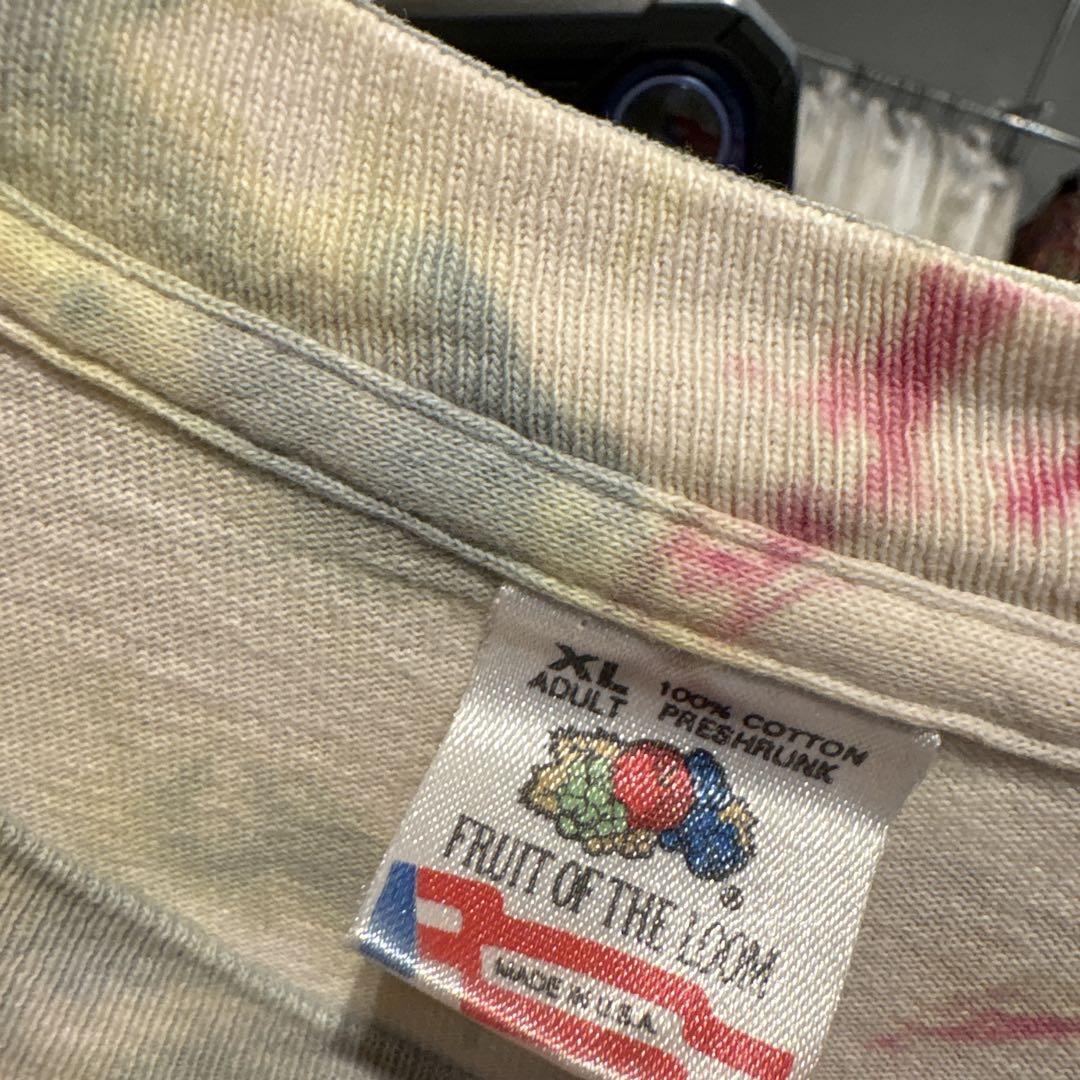 XL
ADULT
100% COTTON
PRESHRUNK
FRUIT OF THE LOOM
®
MADE IN U.S.A.